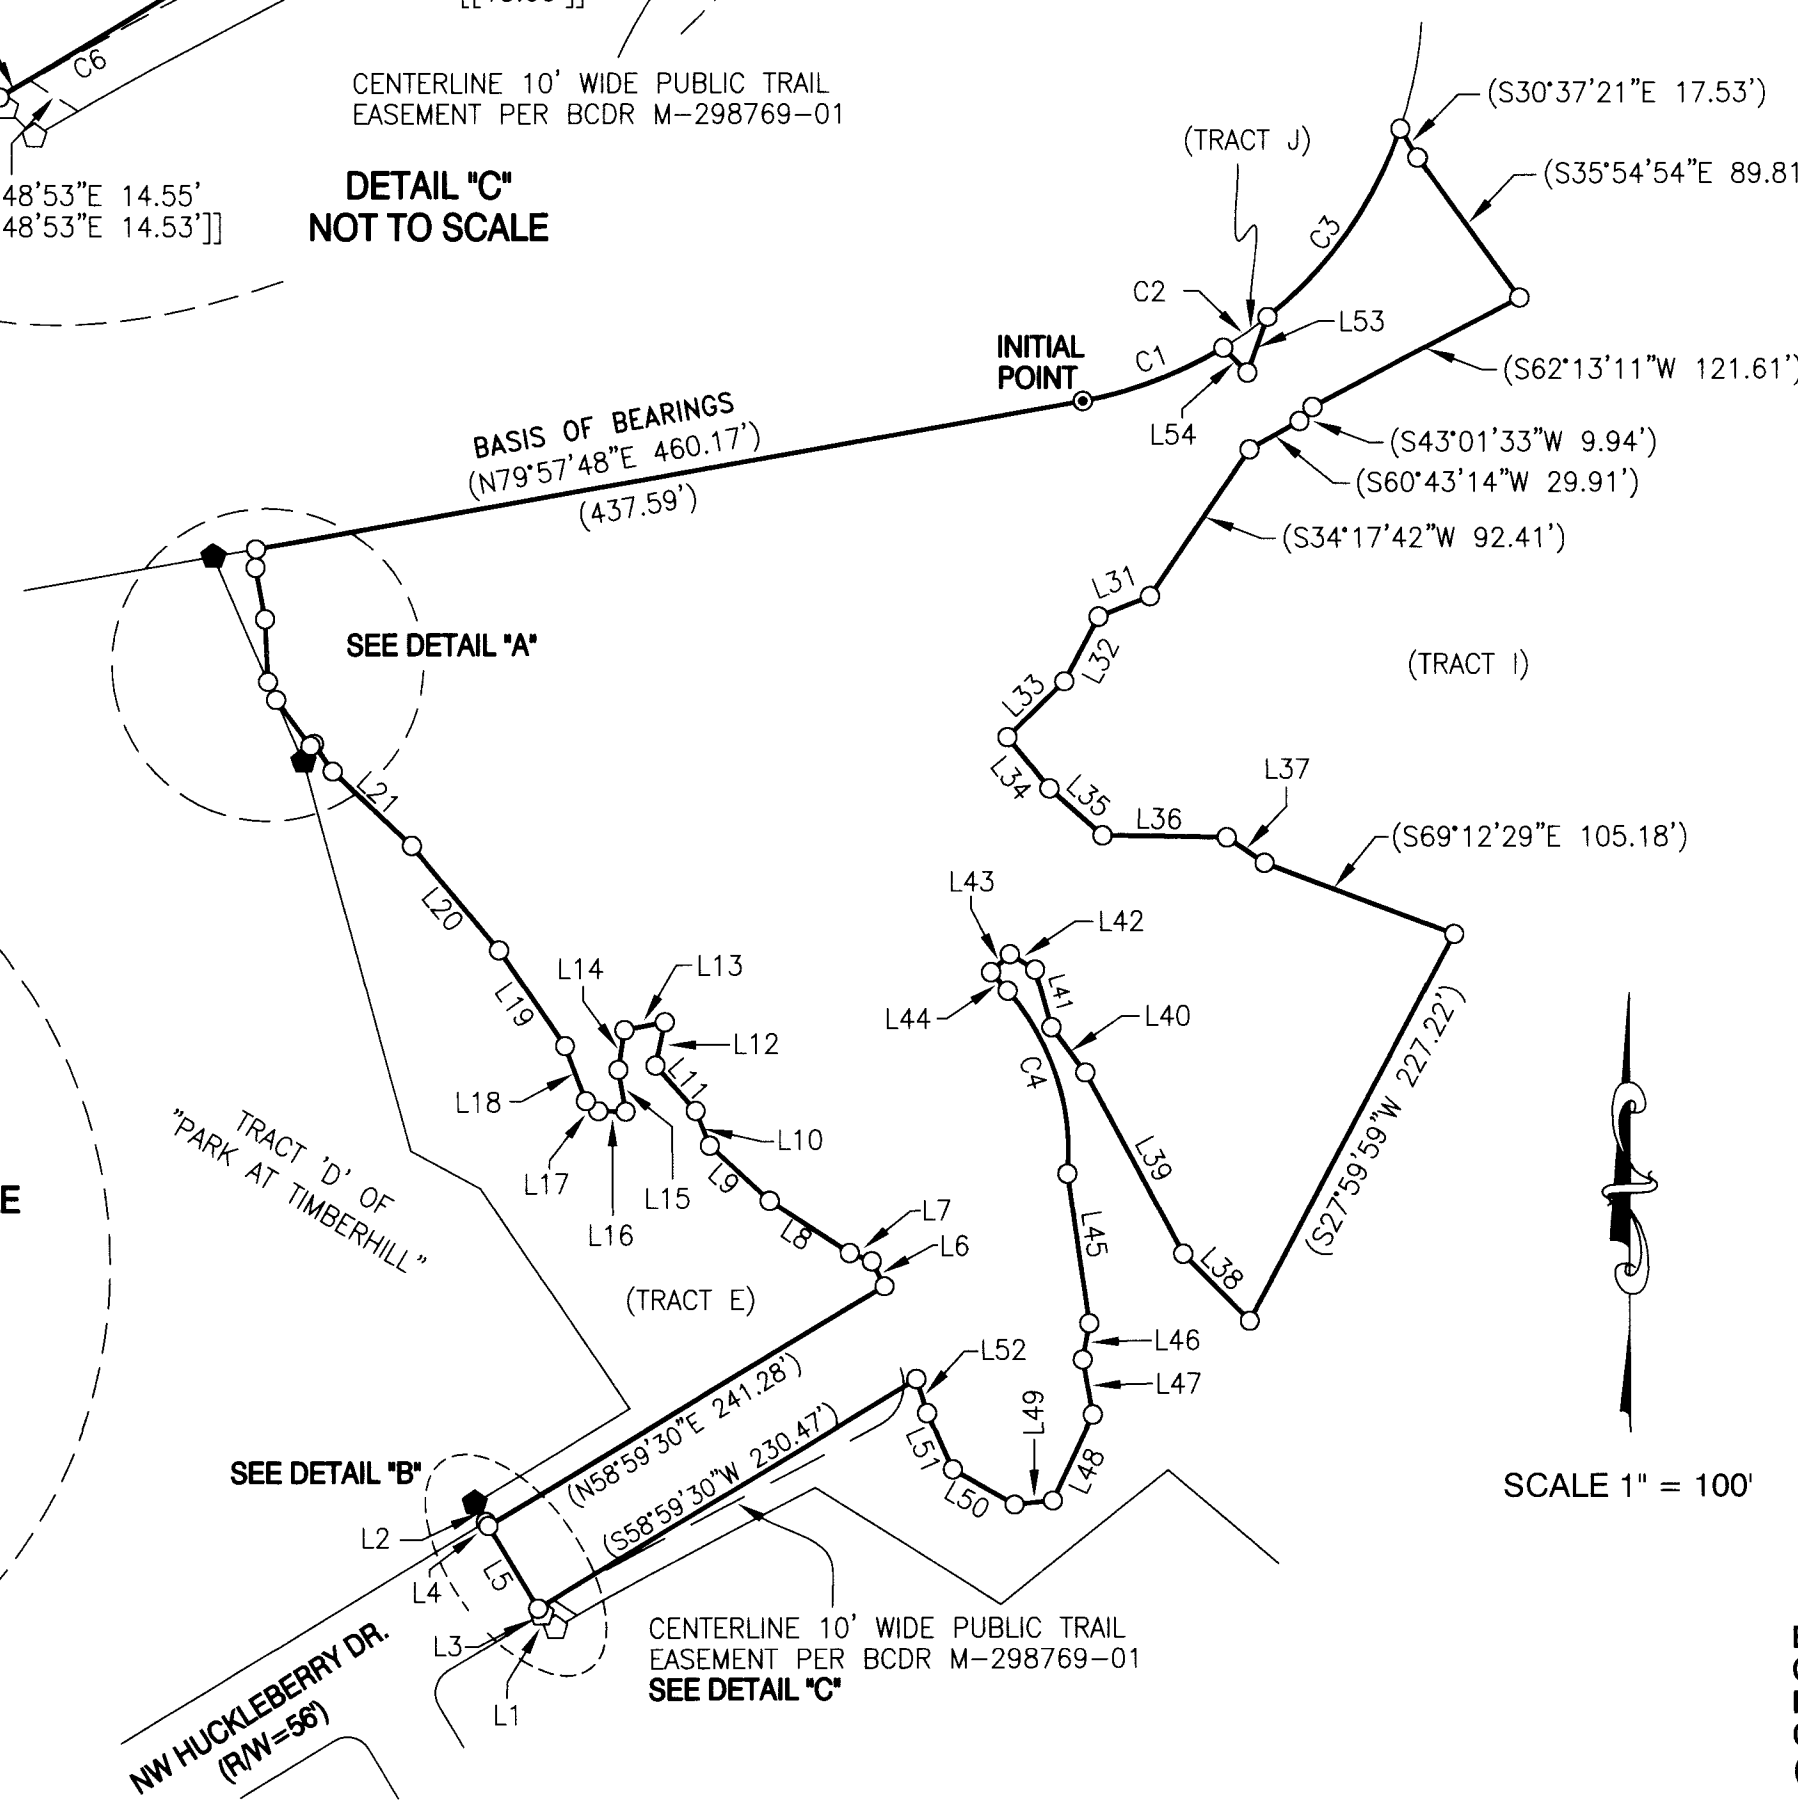 C6
CENTERLINE 10' WIDE PUBLIC TRAIL
EASEMENT PER BCDR M-298769-01
48'53"E 14.55'
48'53"E 14.53']]
DETAIL "C"
NOT TO SCALE
(S30°37'21"E 17.53')
(TRACT J)
(S35°54'54"E 89.81
C3
C2
L53
INITIAL
POINT
C1
(S62°13'11"W 121.61')
L54
BASIS OF BEARINGS
(N79°57'48"E 460.17')
(437.59')
(S43°01'33"W 9.94')
(S60°43'14"W 29.91')
(S34°17'42"W 92.41')
L31
SEE DETAIL "A"
L32
(TRACT I)
L33
L34
L35
L21
L36
L37
(S69°12'29"E 105.18')
L43
L42
L20
L14
L13
L19
L41
L44
L40
L12
C4
(S27°59'59"W 227.22')
L11
L18
L10
TRACT 'D' OF
"PARK AT TIMBERHILL"
L17
L15
L9
L39
E
L16
L8
L7
L6
L45
L38
(TRACT E)
L46
L52
L47
(N58°59'30"E 241.28')
(S58°59'30"W 230.47')
L49
L51
L50
L48
SEE DETAIL "B"
SCALE 1" = 100'
L2
L4
L5
L3
L1
CENTERLINE 10' WIDE PUBLIC TRAIL
EASEMENT PER BCDR M-298769-01
SEE DETAIL "C"
NW HUCKLEBERRY DR.
(R/W=56')